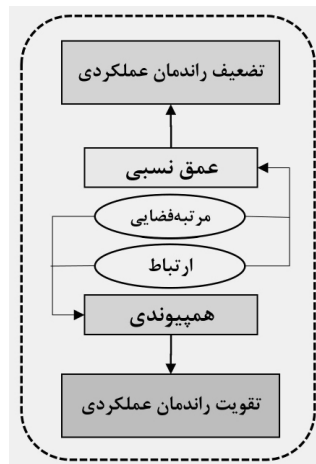 تضعیف راندمان عملکردی
عمق نسبی
مرتبه‌فضایی
ارتباط
همپیوندی
تقویت راندمان عملکردی